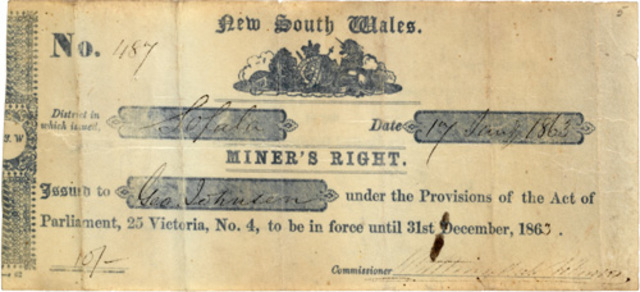 New South Wales.
No. 487
District in which issued, Sofala Date 17 Jany 1863
MINER'S RIGHT.
Issued to Geo. Johnson under the Provisions of the Act of
Parliament, 25 Victoria, No. 4, to be in force until 31st December, 1863.
10/-
Commissioner